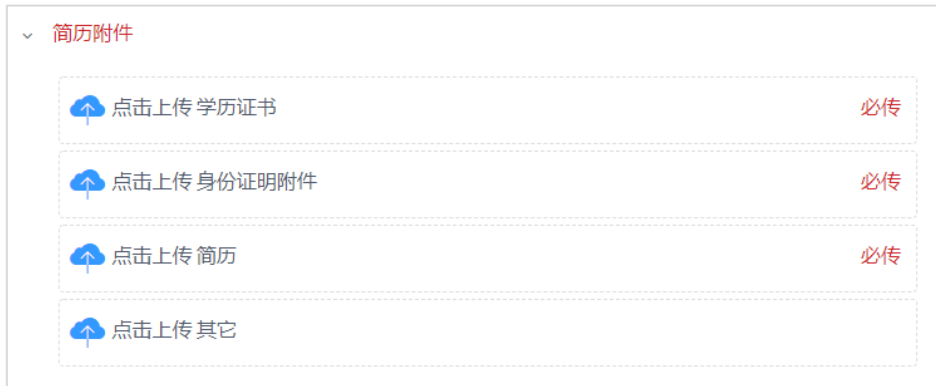 简历附件
点击上传 学历证书 必传
点击上传 身份证明附件 必传
点击上传 简历 必传
点击上传 其它